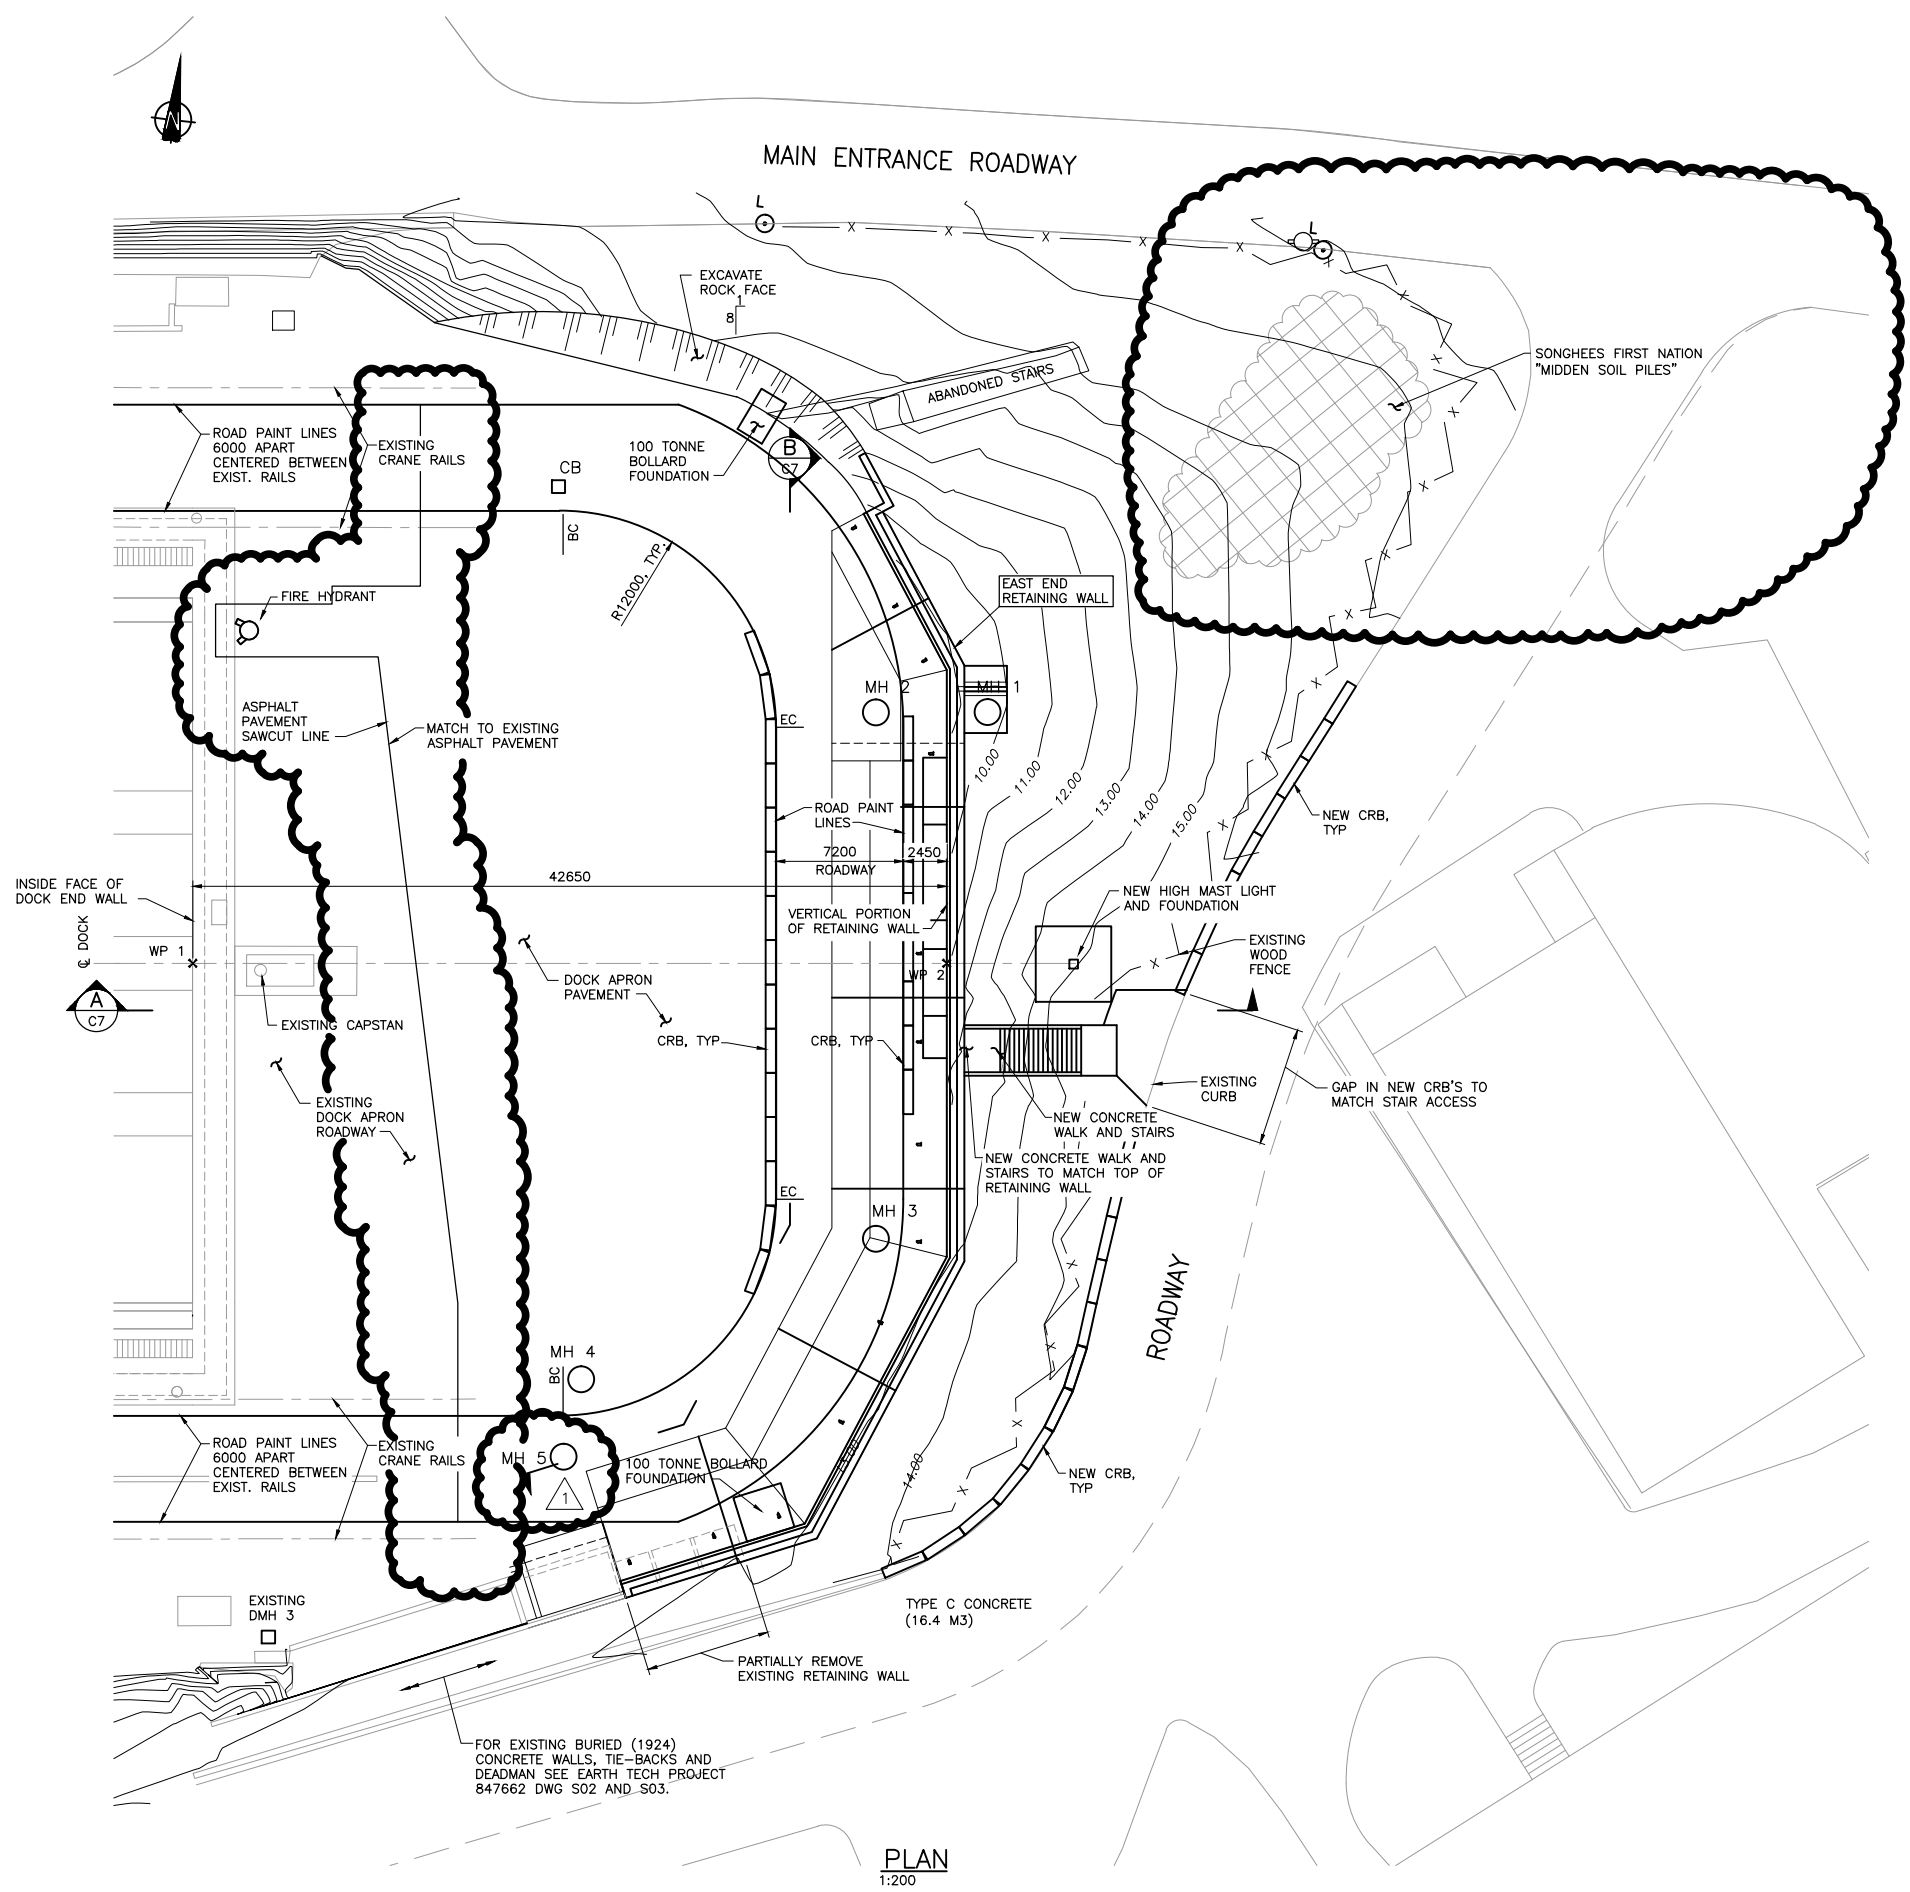 N
MAIN ENTRANCE ROADWAY
L
L
EXCAVATE
ROCK FACE
1
8
SONGHEES FIRST NATION
"MIDDEN SOIL PILES"
ABANDONED STAIRS
ROAD PAINT LINES
6000 APART
CENTERED BETWEEN
EXIST. RAILS
EXISTING
CRANE RAILS
100 TONNE
BOLLARD
FOUNDATION
B
C7
CB
BC
R12000, TYP.
FIRE HYDRANT
EAST END
RETAINING WALL
MH 2
MH 1
ASPHALT
PAVEMENT
SAWCUT LINE
MATCH TO EXISTING
ASPHALT PAVEMENT
EC
10.00
11.00
12.00
13.00
14.00
15.00
ROAD PAINT
LINES
NEW CRB,
TYP
7200
ROADWAY
2450
42650
INSIDE FACE OF
DOCK END WALL
NEW HIGH MAST LIGHT
AND FOUNDATION
VERTICAL PORTION
OF RETAINING WALL
EXISTING
WOOD
FENCE
℄ DOCK
WP 1
WP 2
DOCK APRON
PAVEMENT
A
C7
EXISTING CAPSTAN
CRB, TYP
CRB, TYP
EXISTING
CURB
GAP IN NEW CRB'S TO
MATCH STAIR ACCESS
EXISTING
DOCK APRON
ROADWAY
NEW CONCRETE
WALK AND STAIRS
NEW CONCRETE WALK AND
STAIRS TO MATCH TOP OF
RETAINING WALL
EC
MH 3
ROADWAY
MH 4
BC
ROAD PAINT LINES
6000 APART
CENTERED BETWEEN
EXIST. RAILS
EXISTING
CRANE RAILS
MH 5
1
100 TONNE BOLLARD
FOUNDATION
14.00
NEW CRB,
TYP
EXISTING
DMH 3
TYPE C CONCRETE
(16.4 M3)
PARTIALLY REMOVE
EXISTING RETAINING WALL
FOR EXISTING BURIED (1924)
CONCRETE WALLS, TIE-BACKS AND
DEADMAN SEE EARTH TECH PROJECT
847662 DWG S02 AND S03.
PLAN
1:200